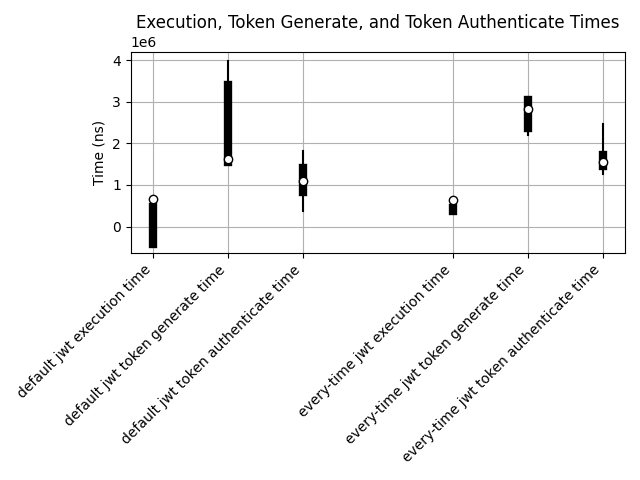 Execution, Token Generate, and Token Authenticate Times
1e6
4
3
2
1
0
Time (ns)
default jwt execution time
default jwt token generate time
default jwt token authenticate time
every-time jwt execution time
every-time jwt token generate time
every-time jwt token authenticate time